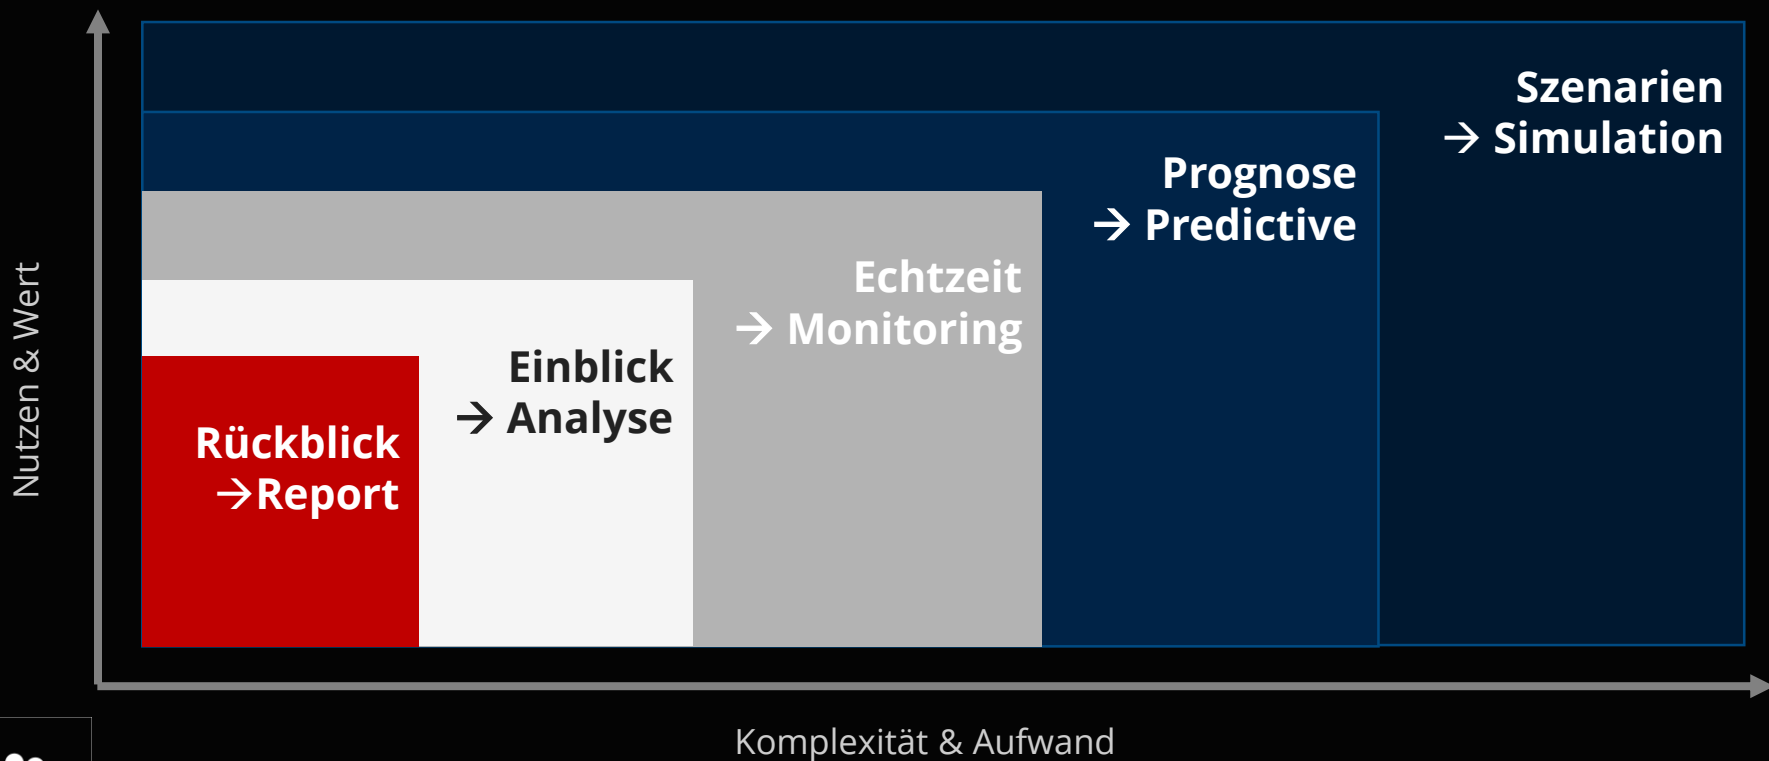 Szenarien
→ Simulation
Prognose
→ Predictive
Echtzeit
→ Monitoring
Einblick
→ Analyse
Rückblick
→Report
Nutzen & Wert
Komplexität & Aufwand